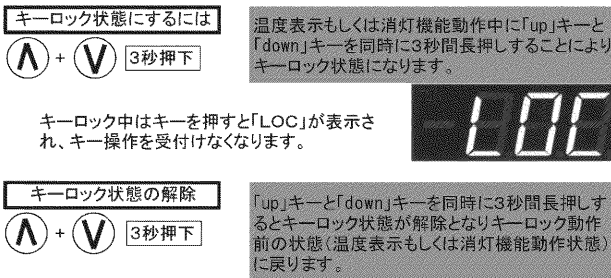 キーロック状態にするには
∧ + ∨ 3秒押下
温度表示もしくは消灯機能動作中に「up」キーと
「down」キーを同時に3秒間長押しすることにより
キーロック状態になります。
キーロック中はキーを押すと「LOC」が表示さ
れ、キー操作を受付けなくなります。
LOC
キーロック状態の解除
∧ + ∨ 3秒押下
「up」キーと「down」キーを同時に3秒間長押しす
るとキーロック状態が解除となりキーロック動作
前の状態(温度表示もしくは消灯機能動作状態)
に戻ります。